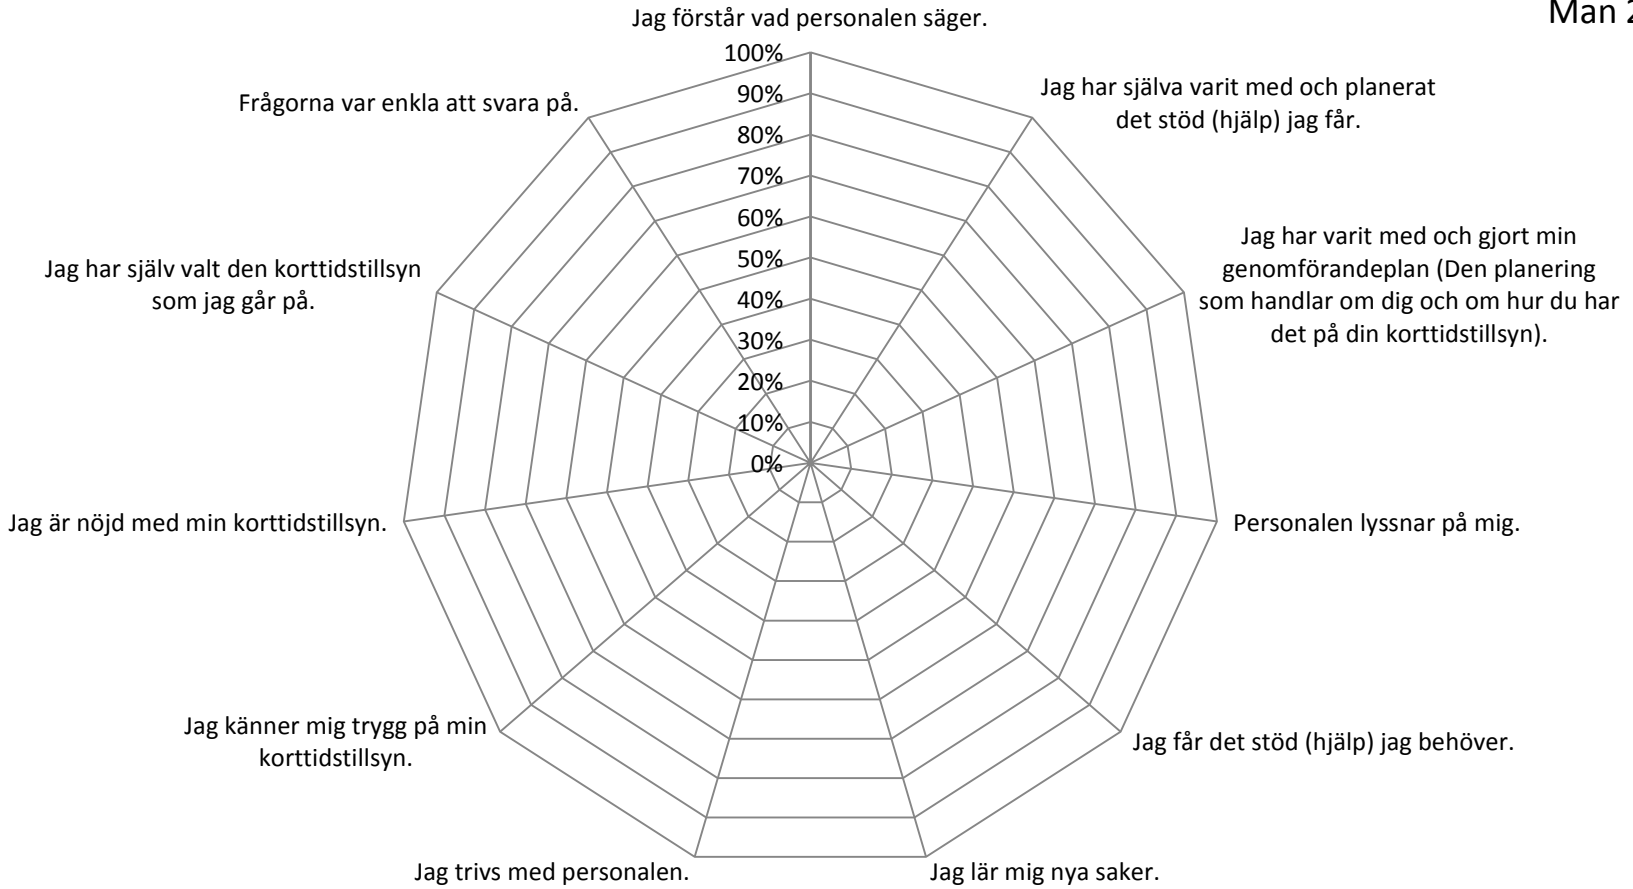 Man 2
Jag förstår vad personalen säger.
100%
90%
80%
70%
60%
50%
40%
30%
20%
10%
0%
Jag har själva varit med och planerat
det stöd (hjälp) jag får.
Jag har varit med och gjort min
genomförandeplan (Den planering
som handlar om dig och om hur du har
det på din korttidstillsyn).
Personalen lyssnar på mig.
Jag får det stöd (hjälp) jag behöver.
Jag lär mig nya saker.
Jag trivs med personalen.
Jag känner mig trygg på min
korttidstillsyn.
Jag är nöjd med min korttidstillsyn.
Jag har själv valt den korttidstillsyn
som jag går på.
Frågorna var enkla att svara på.